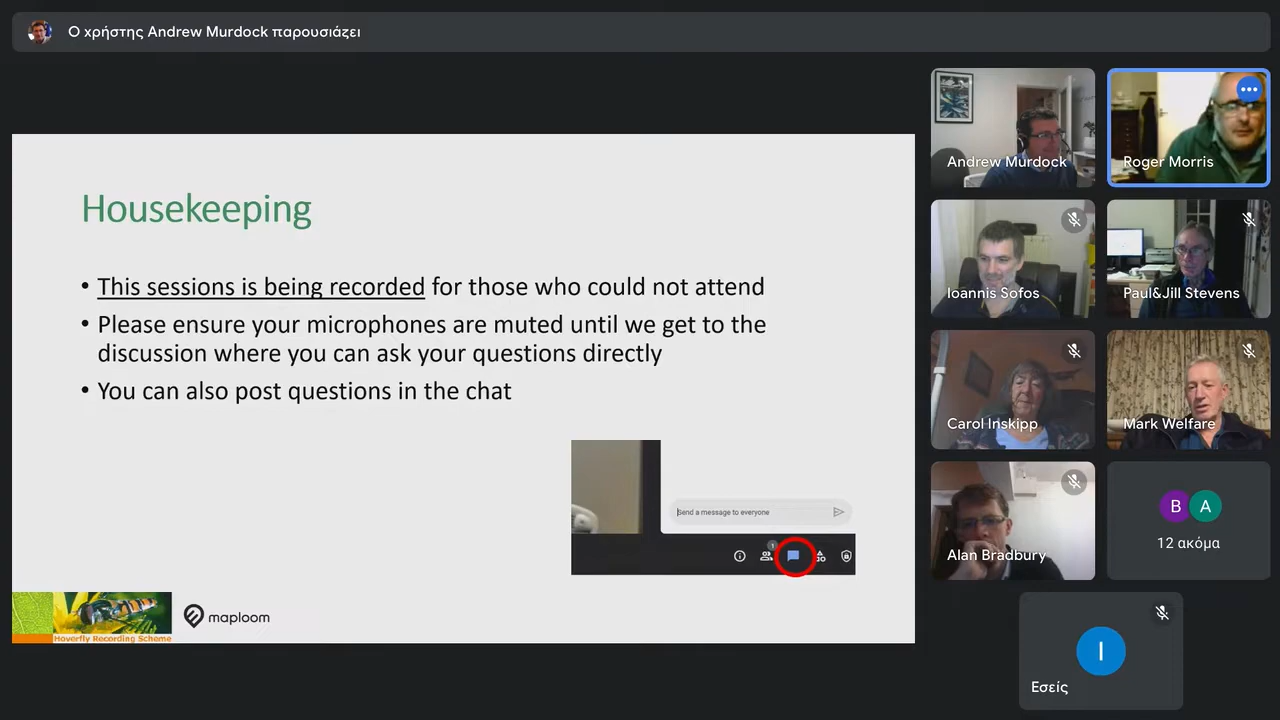 Ο χρήστης Andrew Murdock παρουσιάζει
Housekeeping
• This sessions is being recorded for those who could not attend
• Please ensure your microphones are muted until we get to the
discussion where you can ask your questions directly
• You can also post questions in the chat
Send a message to everyone
1
Hoverfly Recording Scheme
maploom
Andrew Murdock
Roger Morris
Ioannis Sofos
Paul&Jill Stevens
Carol Inskipp
Mark Welfare
Alan Bradbury
B A
12 ακόμα
I
Εσείς